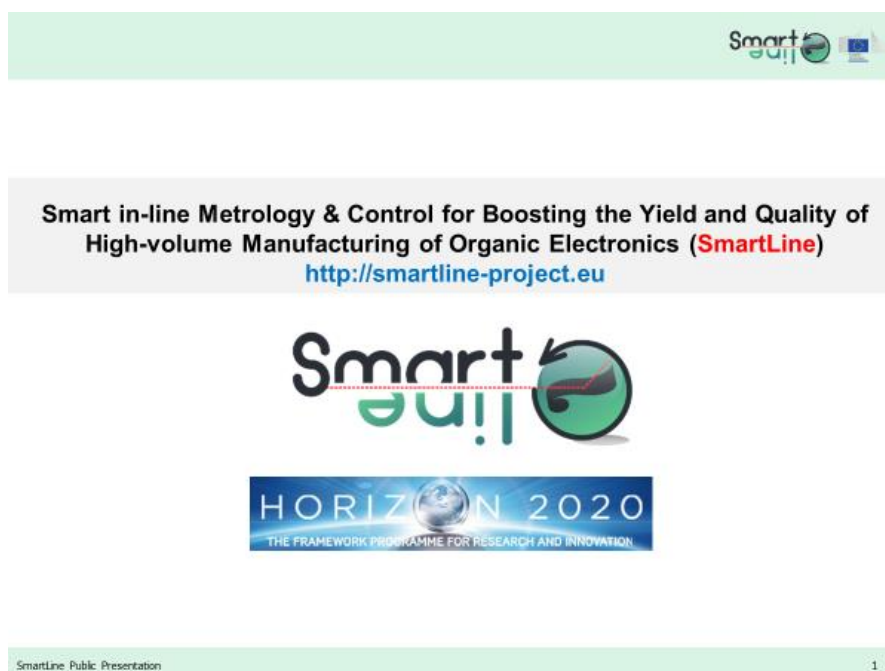 Smart
line
Smart in-line Metrology & Control for Boosting the Yield and Quality of
High-volume Manufacturing of Organic Electronics (SmartLine)
http://smartline-project.eu
Smart
line
HORIZON 2020
THE FRAMEWORK PROGRAMME FOR RESEARCH AND INNOVATION
SmartLine Public Presentation
1